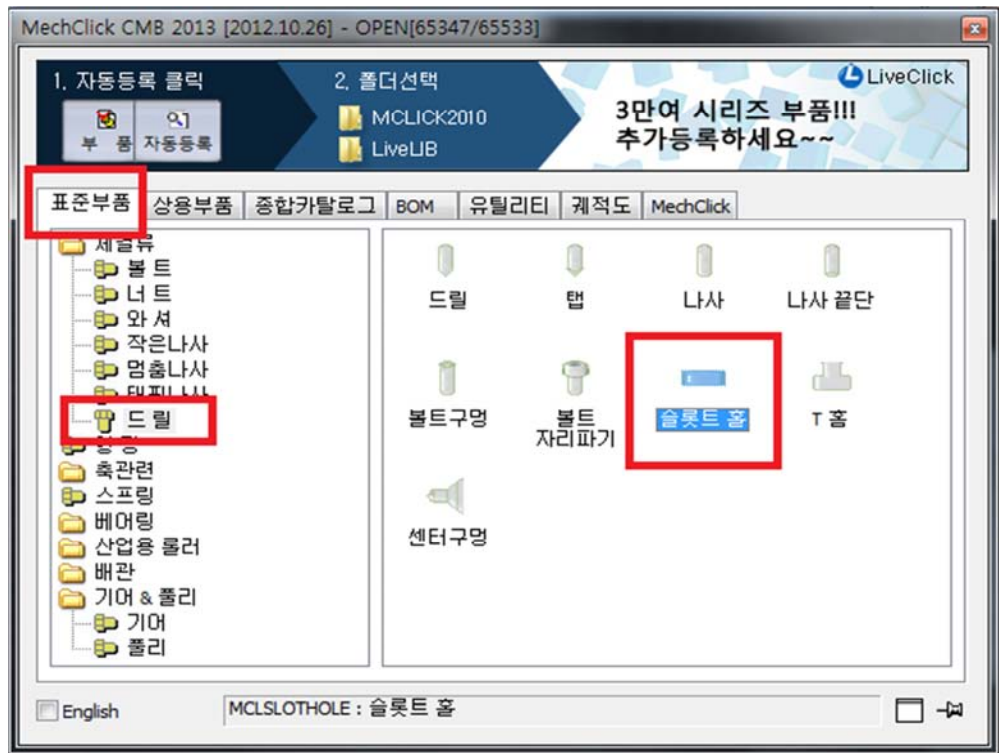 MechClick CMB 2013 [2012.10.26] - OPEN[65347/65533]
1. 자동등록 클릭
2. 폴더선택
LiveClick
부 품
자동등록
MCLICK2010
LiveLIB
3만여 시리즈 부품!!!
추가등록하세요~~
표준부품
상용부품
종합카탈로그
BOM
유틸리티
궤적도
MechClick
볼 트
너 트
와 셔
작은나사
멈춤나사
드 릴
축관련
스프링
베어링
산업용 롤러
배관
기어 & 풀리
기어
풀리
드릴
탭
나사
나사 끝단
볼트구멍
볼트
자리파기
슬롯트 홀
T 홈
센터구멍
English
MCLSLOTHOLE : 슬롯트 홀